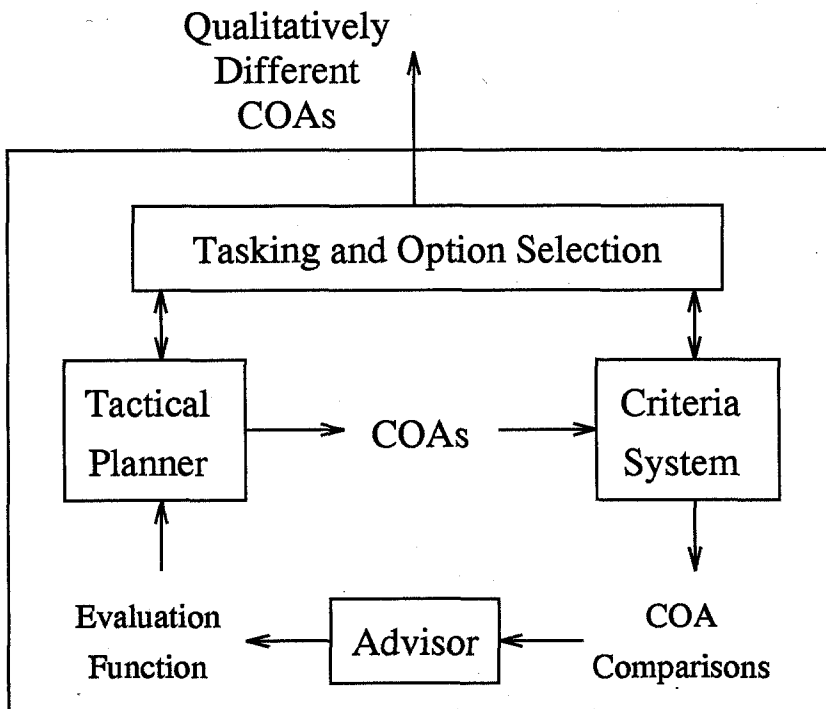 Qualitatively
Different
COAs
Tasking and Option Selection
Tactical
Planner
COAs
Criteria
System
Evaluation
Function
Advisor
COA
Comparisons